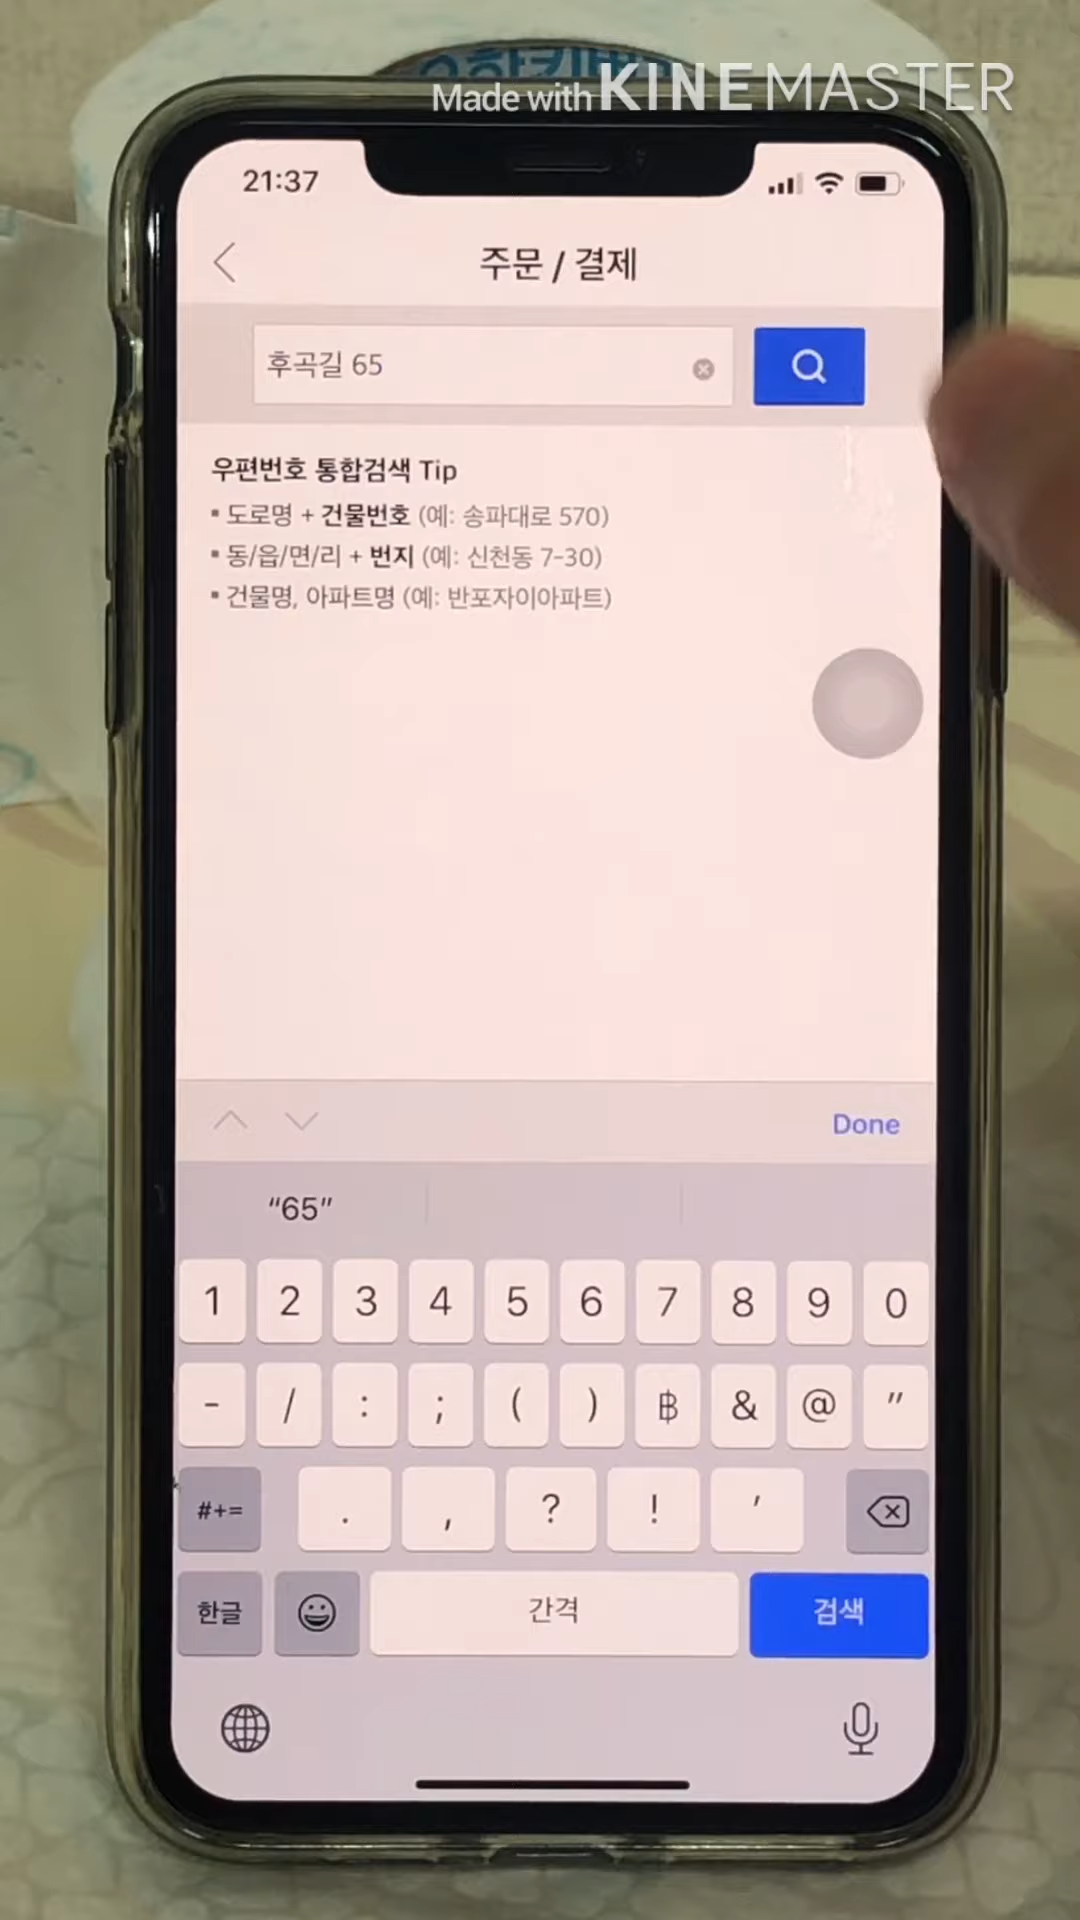 Made with KINEMASTER
21:37
주문 / 결제
후곡길 65
우편번호 통합검색 Tip
▪ 도로명 + 건물번호 (예: 송파대로 570)
▪ 동/읍/면/리 + 번지 (예: 신천동 7-30)
▪ 건물명, 아파트명 (예: 반포자이아파트)
Done
“65”
1 2 3 4 5 6 7 8 9 0
- / : ; ( ) ฿ & @ "
#+= . , ? ! ’
한글 간격 검색